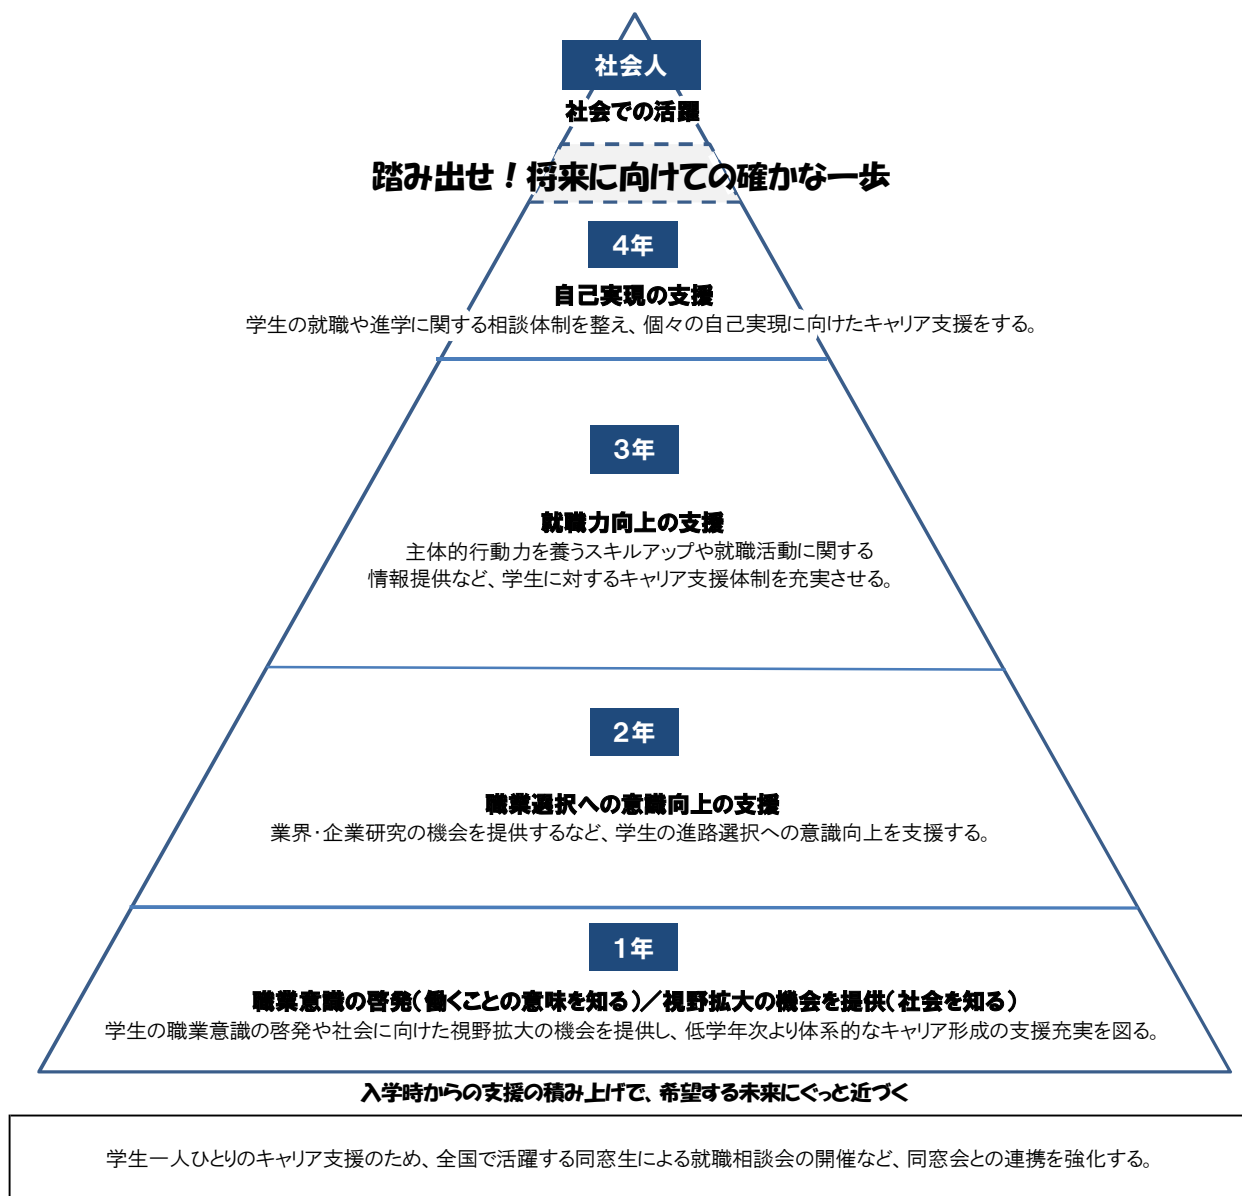 社会人
社会での活躍
踏み出せ！将来に向けての確かな一歩
4年
自己実現の支援
学生の就職や進学に関する相談体制を整え、個々の自己実現に向けたキャリア支援をする。
3年
就職力向上の支援
主体的行動力を養うスキルアップや就職活動に関する
情報提供など、学生に対するキャリア支援体制を充実させる。
2年
職業選択への意識向上の支援
業界･企業研究の機会を提供するなど、学生の進路選択への意識向上を支援する。
1年
職業意識の啓発(働くことの意味を知る)／視野拡大の機会を提供(社会を知る)
学生の職業意識の啓発や社会に向けた視野拡大の機会を提供し、低学年次より体系的なキャリア形成の支援充実を図る。
入学時からの支援の積み上げで、希望する未来にぐっと近づく
学生一人ひとりのキャリア支援のため、全国で活躍する同窓生による就職相談会の開催など、同窓会との連携を強化する。